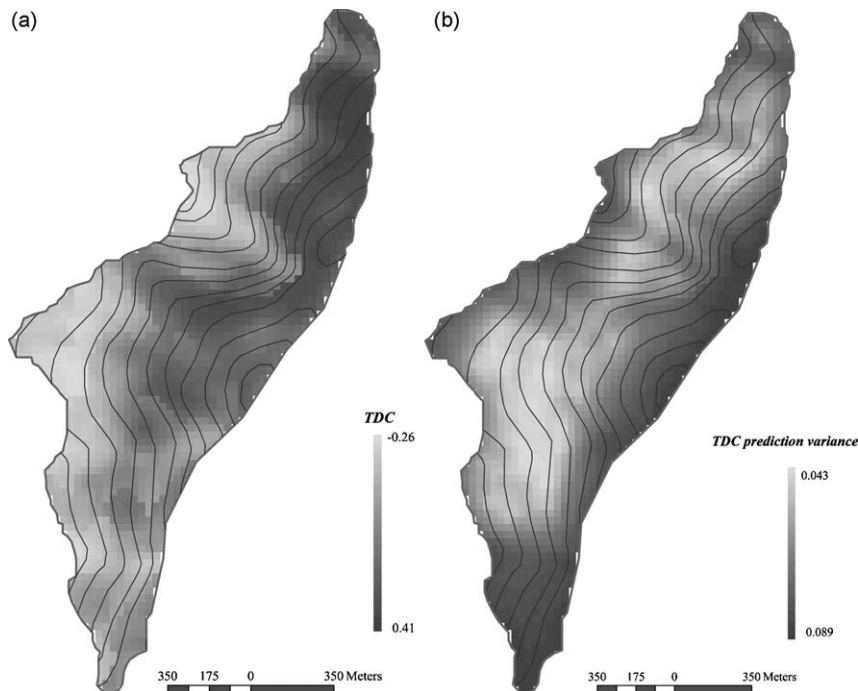 (a)
(b)
TDC
-0.26
0.41
TDC prediction variance
0.043
0.089
350 175 0 350 Meters
350 175 0 350 Meters